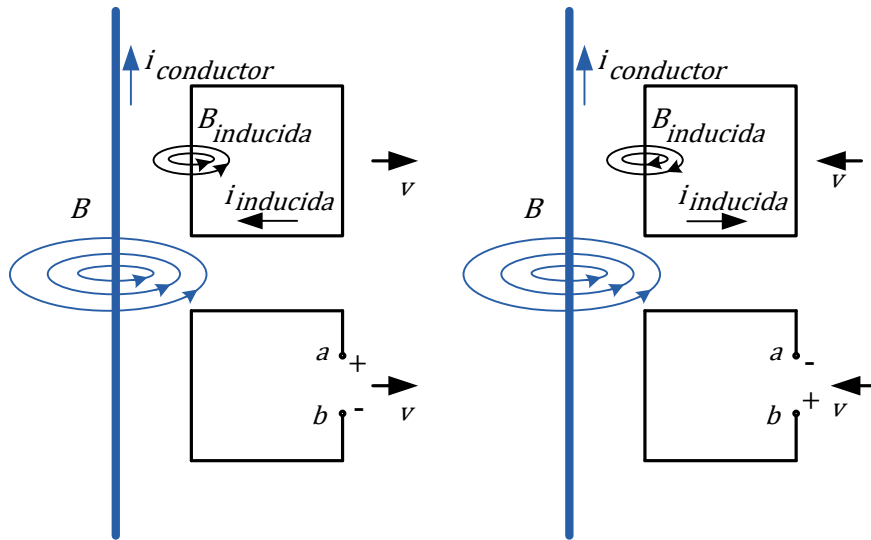 i conductor
B inducida
v
i inducida
B
a
+
b
-
v
i conductor
B inducida
v
i inducida
B
a
-
b
+
v